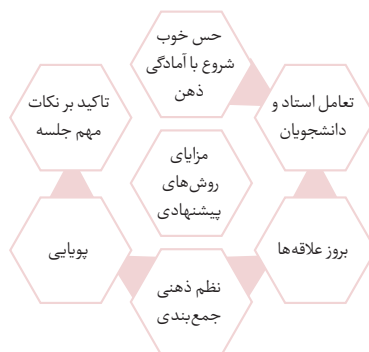 حس خوب
شروع با آمادگی
ذهن
تعامل استاد و
دانشجویان
تاکید بر نکات
مهم جلسه
مزایای
روش‌های
پیشنهادی
بروز علاقه‌ها
پویایی
نظم ذهنی
جمع‌بندی